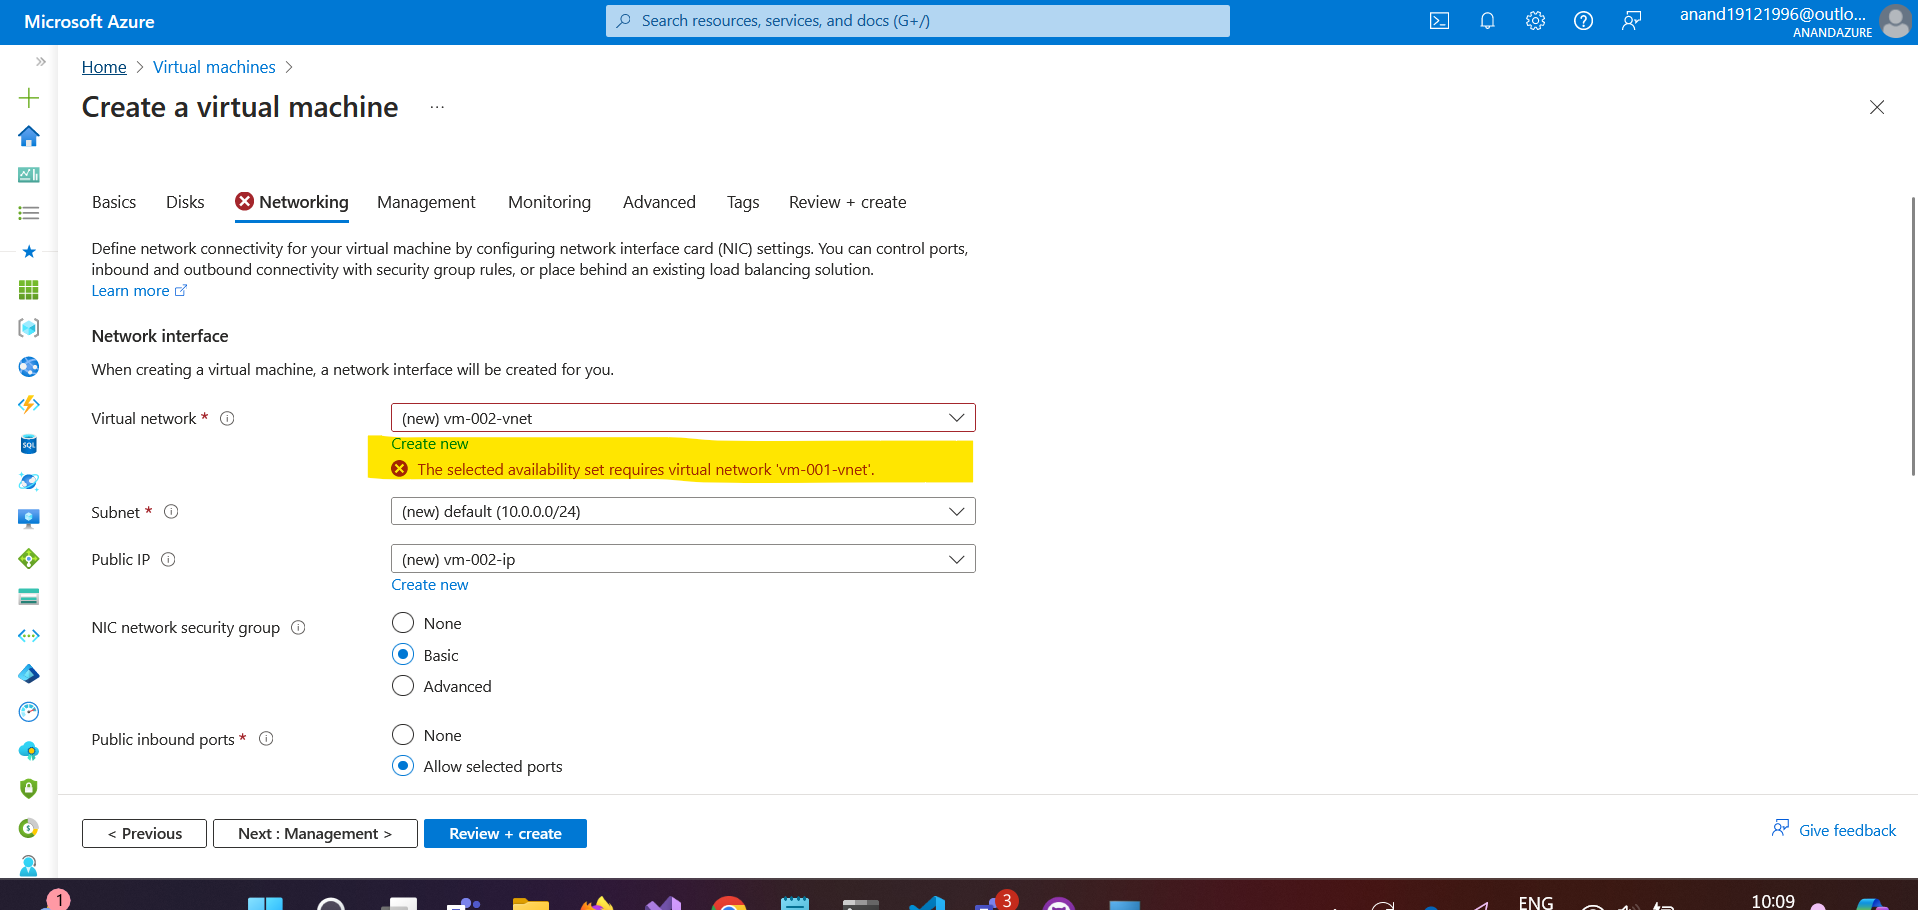 Microsoft Azure
Search resources, services, and docs (G+/)
anand19121996@outlo...
ANANDAZURE
Home > Virtual machines >
Create a virtual machine ...
Basics Disks Networking Management Monitoring Advanced Tags Review + create
Define network connectivity for your virtual machine by configuring network interface card (NIC) settings. You can control ports,
inbound and outbound connectivity with security group rules, or place behind an existing load balancing solution.
Learn more
Network interface
When creating a virtual machine, a network interface will be created for you.
Virtual network * (new) vm-002-vnet
Create new
The selected availability set requires virtual network 'vm-001-vnet'.
Subnet * (new) default (10.0.0.0/24)
Public IP (new) vm-002-ip
Create new
NIC network security group None
Basic
Advanced
Public inbound ports * None
Allow selected ports
< Previous Next : Management > Review + create
Give feedback
1 3 ENG 10:09
SQL